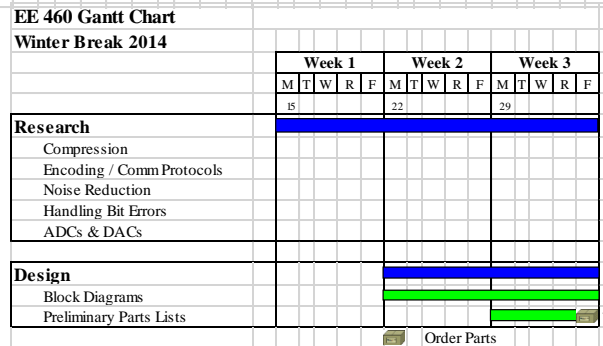 EE 460 Gantt Chart
Winter Break 2014
Week 1 Week 2 Week 3
M T W R F M T W R F M T W R F
15 22 29
Research
Compression
Encoding / Comm Protocols
Noise Reduction
Handling Bit Errors
ADCs & DACs
Design
Block Diagrams
Preliminary Parts Lists
Order Parts